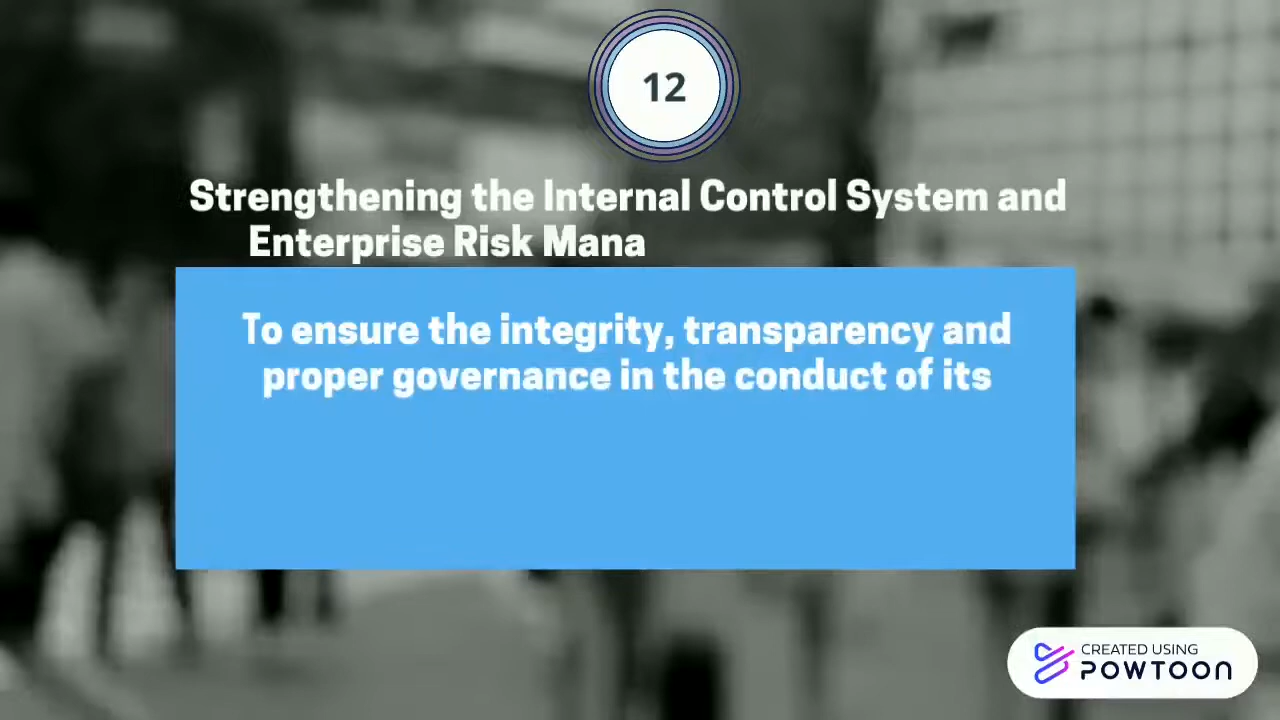 12
Strengthening the Internal Control System and
Enterprise Risk Mana
To ensure the integrity, transparency and
proper governance in the conduct of its
CREATED USING
POWTOON